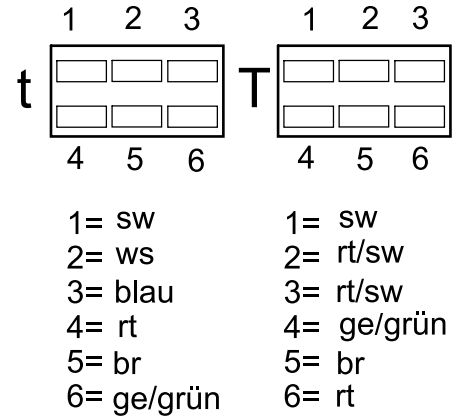 1 2 3 1 2 3
t T
4 5 6 4 5 6
1= sw 1= sw
2= ws 2= rt/sw
3= blau 3= rt/sw
4= rt 4= ge/grün
5= br 5= br
6= ge/grün 6= rt